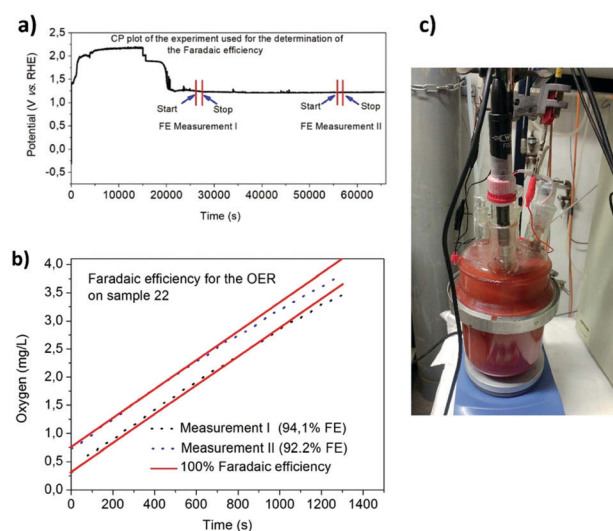 a)
CP plot of the experiment used for the determination of
the Faradaic efficiency
Potential (V vs. RHE)
2,5
2,0
1,5
1,0
0,5
0,0
-0,5
Start
Stop
FE Measurement I
Start
Stop
FE Measurement II
0
10000
20000
30000
40000
50000
60000
Time (s)
b)
Faradaic efficiency for the OER
on sample 22
Oxygen (mg/L)
4,0
3,5
3,0
2,5
2,0
1,5
1,0
0,5
0,0
Measurement I (94,1% FE)
Measurement II (92.2% FE)
100% Faradaic efficiency
0
200
400
600
800
1000
1200
1400
Time (s)
c)